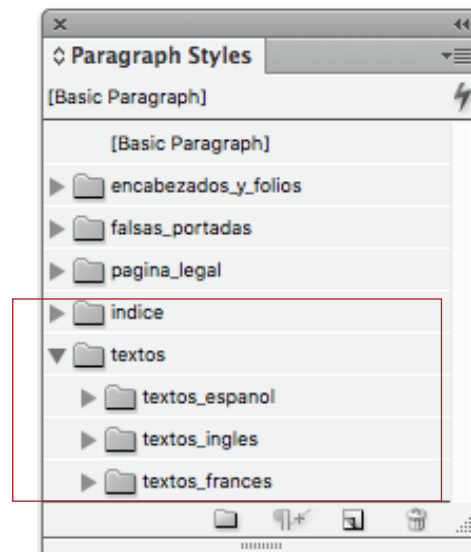 Paragraph Styles
[Basic Paragraph]
[Basic Paragraph]
encabezados_y_folios
falsas_portadas
pagina_legal
indice
textos
textos_espanol
textos_ingles
textos_frances